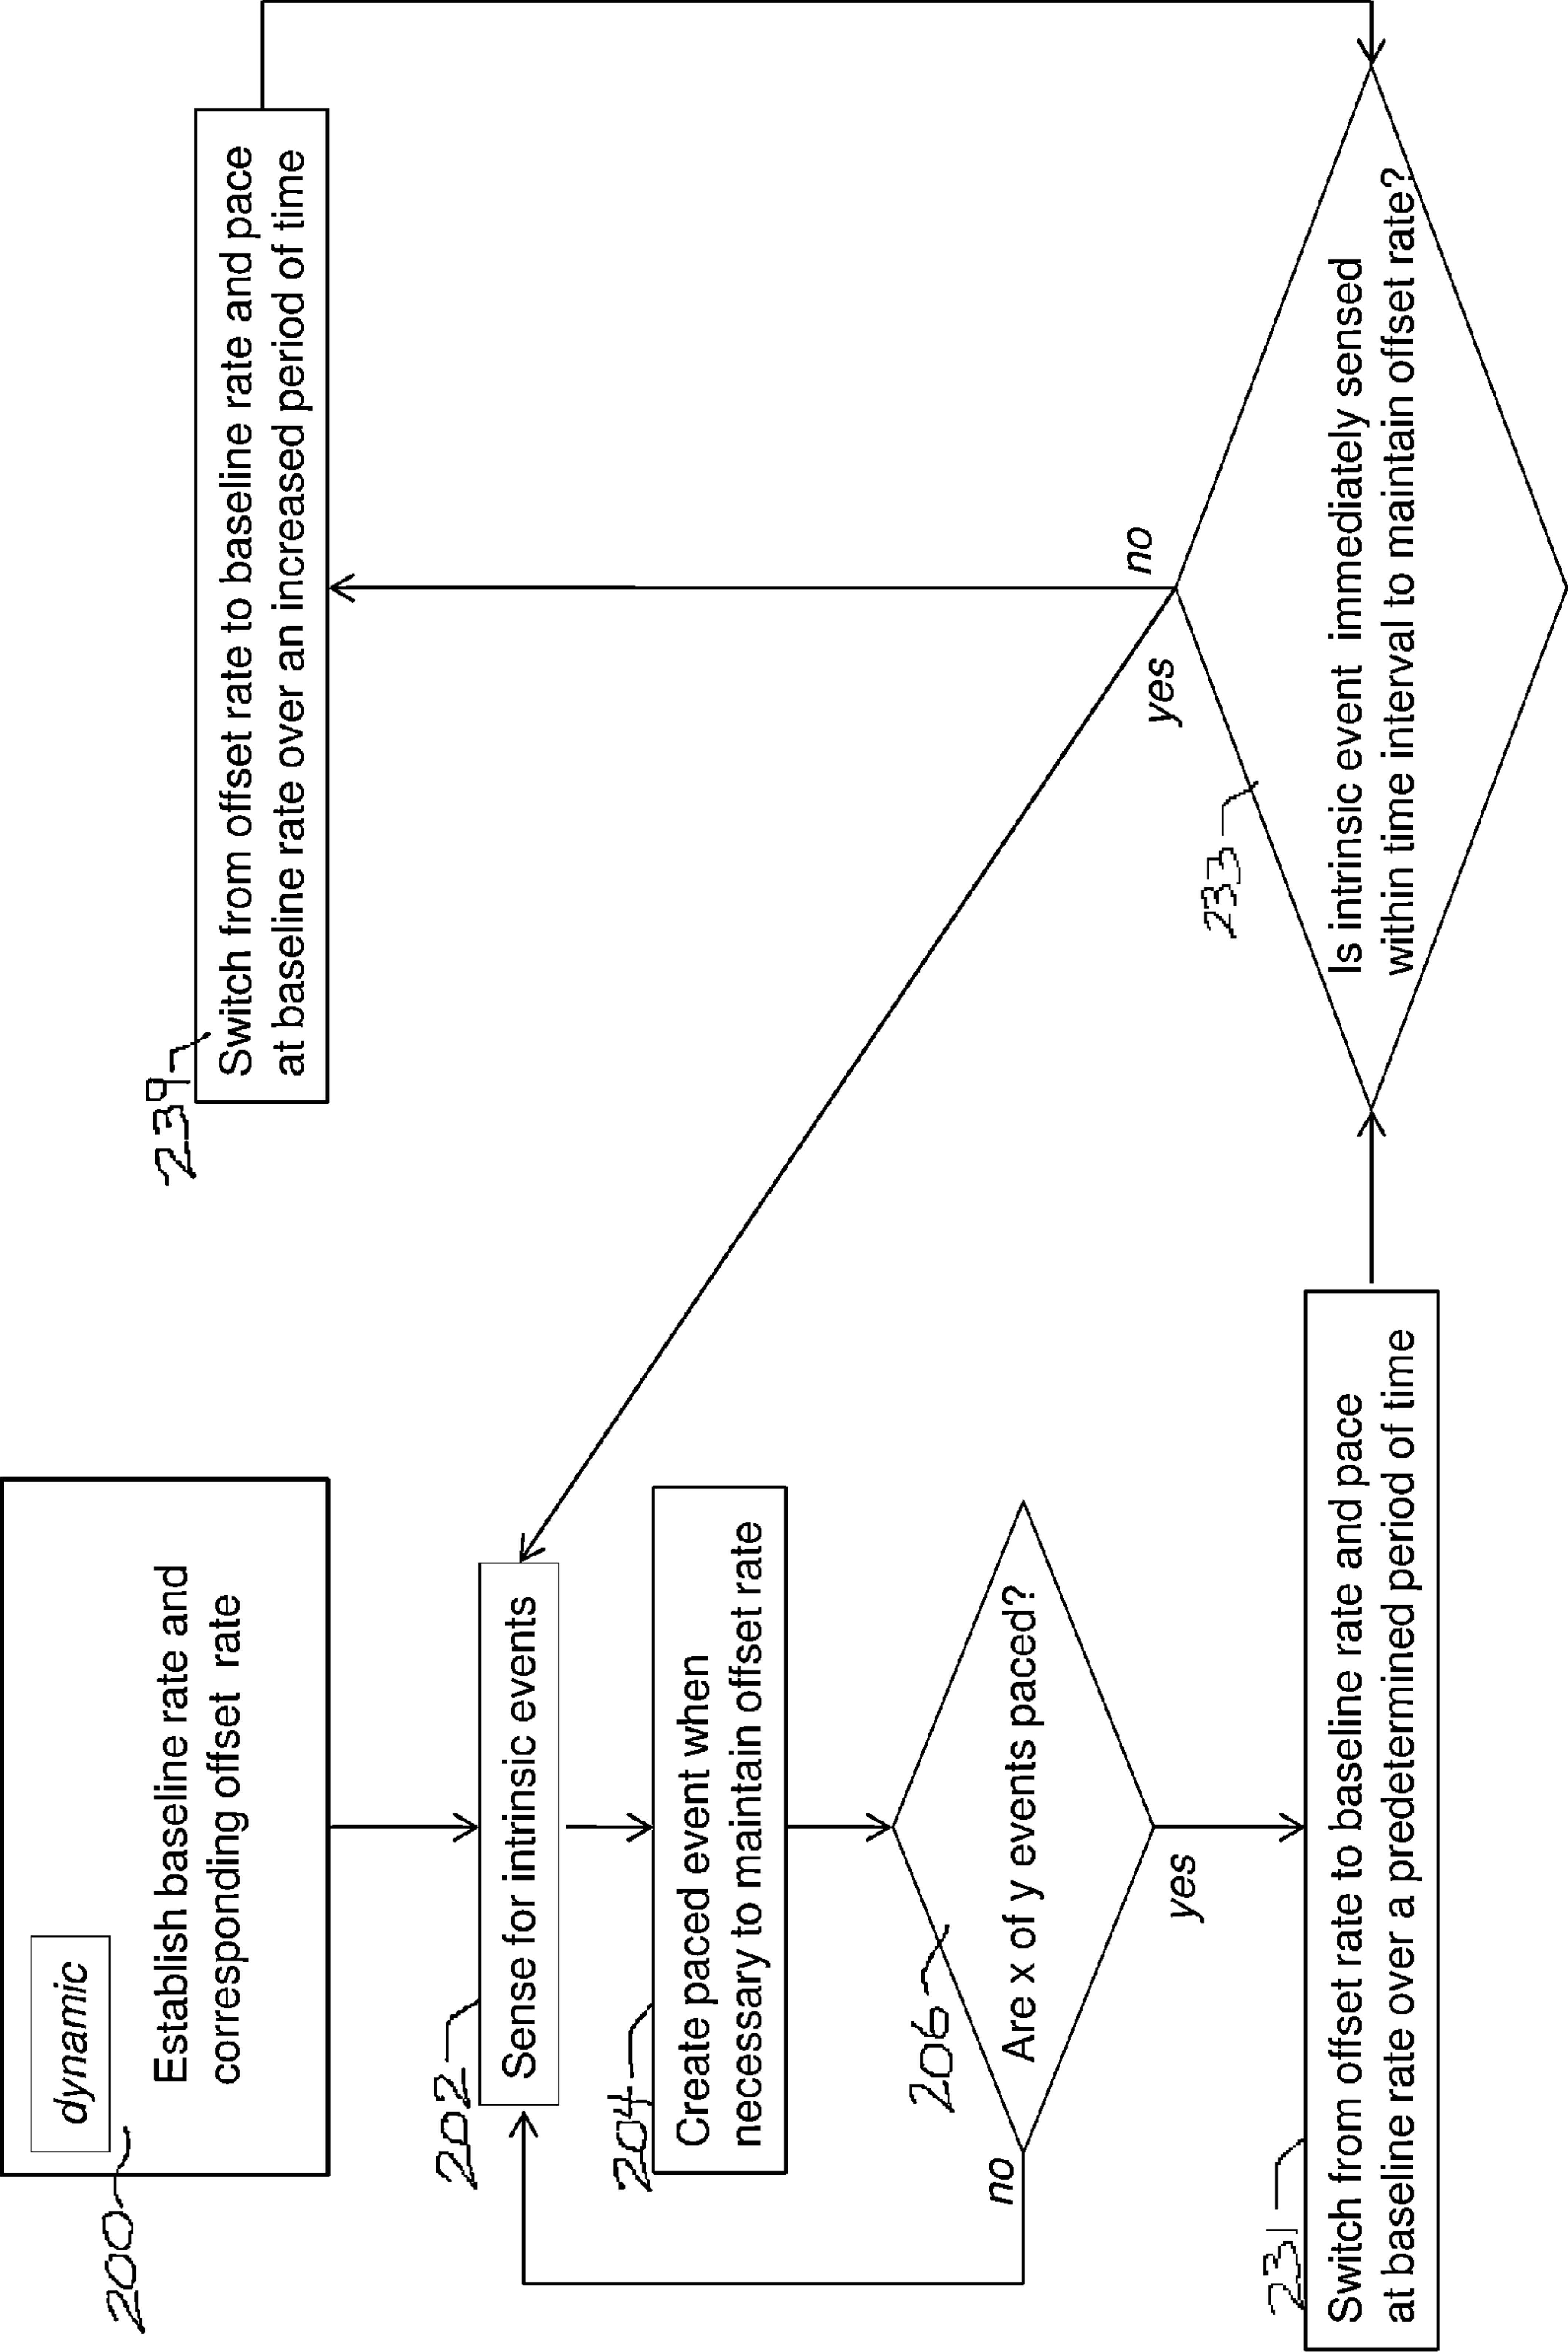 200
dynamic
Establish baseline rate and
corresponding offset rate
202
Sense for intrinsic events
204
Create paced event when
necessary to maintain offset rate
206
Are x of y events paced?
no
yes
231
Switch from offset rate to baseline rate and pace
at baseline rate over a predetermined period of time
233
Is intrinsic event immediately sensed
within time interval to maintain offset rate?
yes
no
239
Switch from offset rate to baseline rate and pace
at baseline rate over an increased period of time